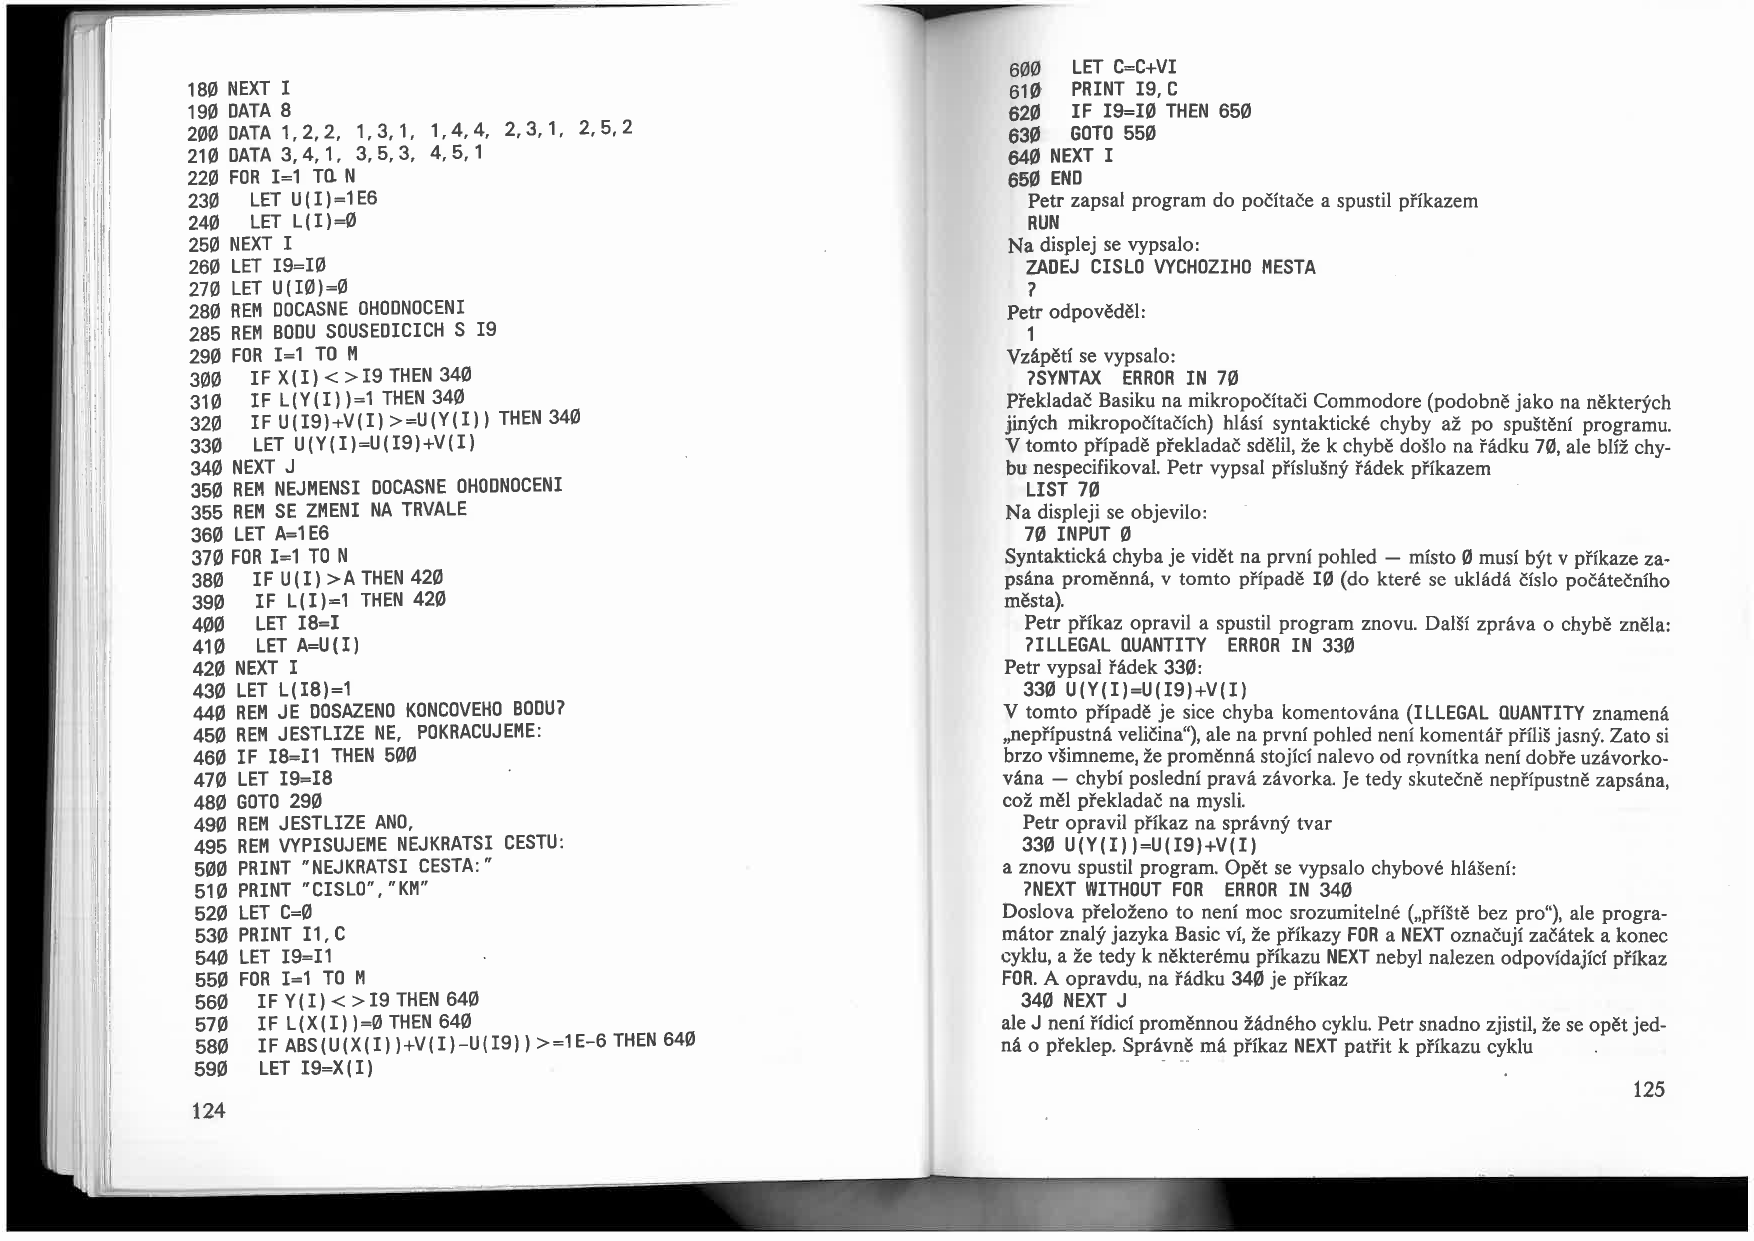 180 NEXT I
190 DATA 8
200 DATA 1,2,2, 1,3,1, 1,4,4, 2,3,1, 2,5,2
210 DATA 3,4,1, 3,5,3, 4,5,1
220 FOR I=1 TO N
230 LET U(I)=1E6
240 LET L(I)=0
250 NEXT I
260 LET I9=I0
270 LET U(I0)=0
280 REM DOCASNE OHODNOCENI
285 REM BODU SOUSEDICICH S I9
290 FOR I=1 TO M
300 IF X(I)<>I9 THEN 340
310 IF L(Y(I))=1 THEN 340
320 IF U(I9)+V(I)>=U(Y(I)) THEN 340
330 LET U(Y(I)=U(I9)+V(I)
340 NEXT J
350 REM NEJMENSI DOCASNE OHODNOCENI
355 REM SE ZMENI NA TRVALE
360 LET A=1E6
370 FOR I=1 TO N
380 IF U(I)>A THEN 420
390 IF L(I)=1 THEN 420
400 LET I8=I
410 LET A=U(I)
420 NEXT I
430 LET L(I8)=1
440 REM JE DOSAZENO KONCOVEHO BODU?
450 REM JESTLIZE NE, POKRACUJEME:
460 IF I8=I1 THEN 500
470 LET I9=I8
480 GOTO 290
490 REM JESTLIZE ANO,
495 REM VYPISUJEME NEJKRATSI CESTU:
500 PRINT "NEJKRATSI CESTA:"
510 PRINT "CISLO","KM"
520 LET C=0
530 PRINT I1,C
540 LET I9=I1
550 FOR I=1 TO M
560 IF Y(I)<>I9 THEN 640
570 IF L(X(I))=0 THEN 640
580 IF ABS(U(X(I))+V(I)-U(I9))>=1E-6 THEN 640
590 LET I9=X(I)
124
600 LET C=C+VI
610 PRINT I9,C
620 IF I9=I0 THEN 650
630 GOTO 550
640 NEXT I
650 END
Petr zapsal program do počítače a spustil příkazem
RUN
Na displej se vypsalo:
ZADEJ CISLO VYCHOZIHO MESTA
?
Petr odpověděl:
1
Vzápětí se vypsalo:
?SYNTAX ERROR IN 70
Překladač Basiku na mikropočítači Commodore (podobně jako na některých
jiných mikropočítačích) hlásí syntaktické chyby až po spuštění programu.
V tomto případě překladač sdělil, že k chybě došlo na řádku 70, ale blíž chy-
bu nespecifikoval. Petr vypsal příslušný řádek příkazem
LIST 70
Na displeji se objevilo:
70 INPUT 0
Syntaktická chyba je vidět na první pohled — místo 0 musí být v příkaze za-
psána proměnná, v tomto případě I0 (do které se ukládá číslo počátečního
města).
Petr příkaz opravil a spustil program znovu. Další zpráva o chybě zněla:
?ILLEGAL QUANTITY ERROR IN 330
Petr vypsal řádek 330:
330 U(Y(I)=U(I9)+V(I)
V tomto případě je sice chyba komentována (ILLEGAL QUANTITY znamená
„nepřípustná veličina“), ale na první pohled není komentář příliš jasný. Zato si
brzo všimneme, že proměnná stojící nalevo od rovnítka není dobře uzávorko-
vána — chybí poslední pravá závorka. Je tedy skutečně nepřípustně zapsána,
což měl překladač na mysli.
Petr opravil příkaz na správný tvar
330 U(Y(I))=U(I9)+V(I)
a znovu spustil program. Opět se vypsalo chybové hlášení:
?NEXT WITHOUT FOR ERROR IN 340
Doslova přeloženo to není moc srozumitelné („příště bez pro“), ale progra-
mátor znalý jazyka Basic ví, že příkazy FOR a NEXT označují začátek a konec
cyklu, a že tedy k některému příkazu NEXT nebyl nalezen odpovídající příkaz
FOR. A opravdu, na řádku 340 je příkaz
340 NEXT J
ale J není řídicí proměnnou žádného cyklu. Petr snadno zjistil, že se opět jed-
ná o překlep. Správně má příkaz NEXT patřit k příkazu cyklu
125